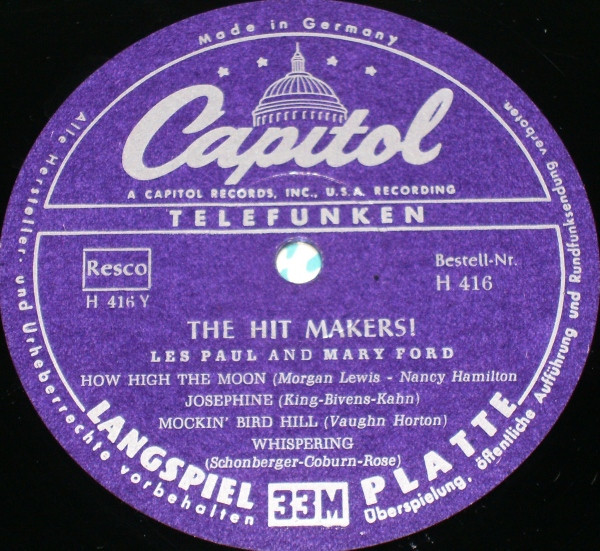 Made in Germany
Capitol
A CAPITOL RECORDS, INC., U.S.A. RECORDING
TELEFUNKEN
Resco
H 416 Y
Bestell-Nr.
H 416
THE HIT MAKERS!
LES PAUL AND MARY FORD
HOW HIGH THE MOON (Morgan Lewis - Nancy Hamilton
JOSEPHINE (King-Bivens-Kahn)
MOCKIN' BIRD HILL (Vaughn Horton)
WHISPERING
(Schonberger-Coburn-Rose)
LANGSPIEL 33M PLATTE
Alle Hersteller- und Urheberrechte vorbehalten
Überspielung, öffentliche Aufführung und Rundfunksendung verboten